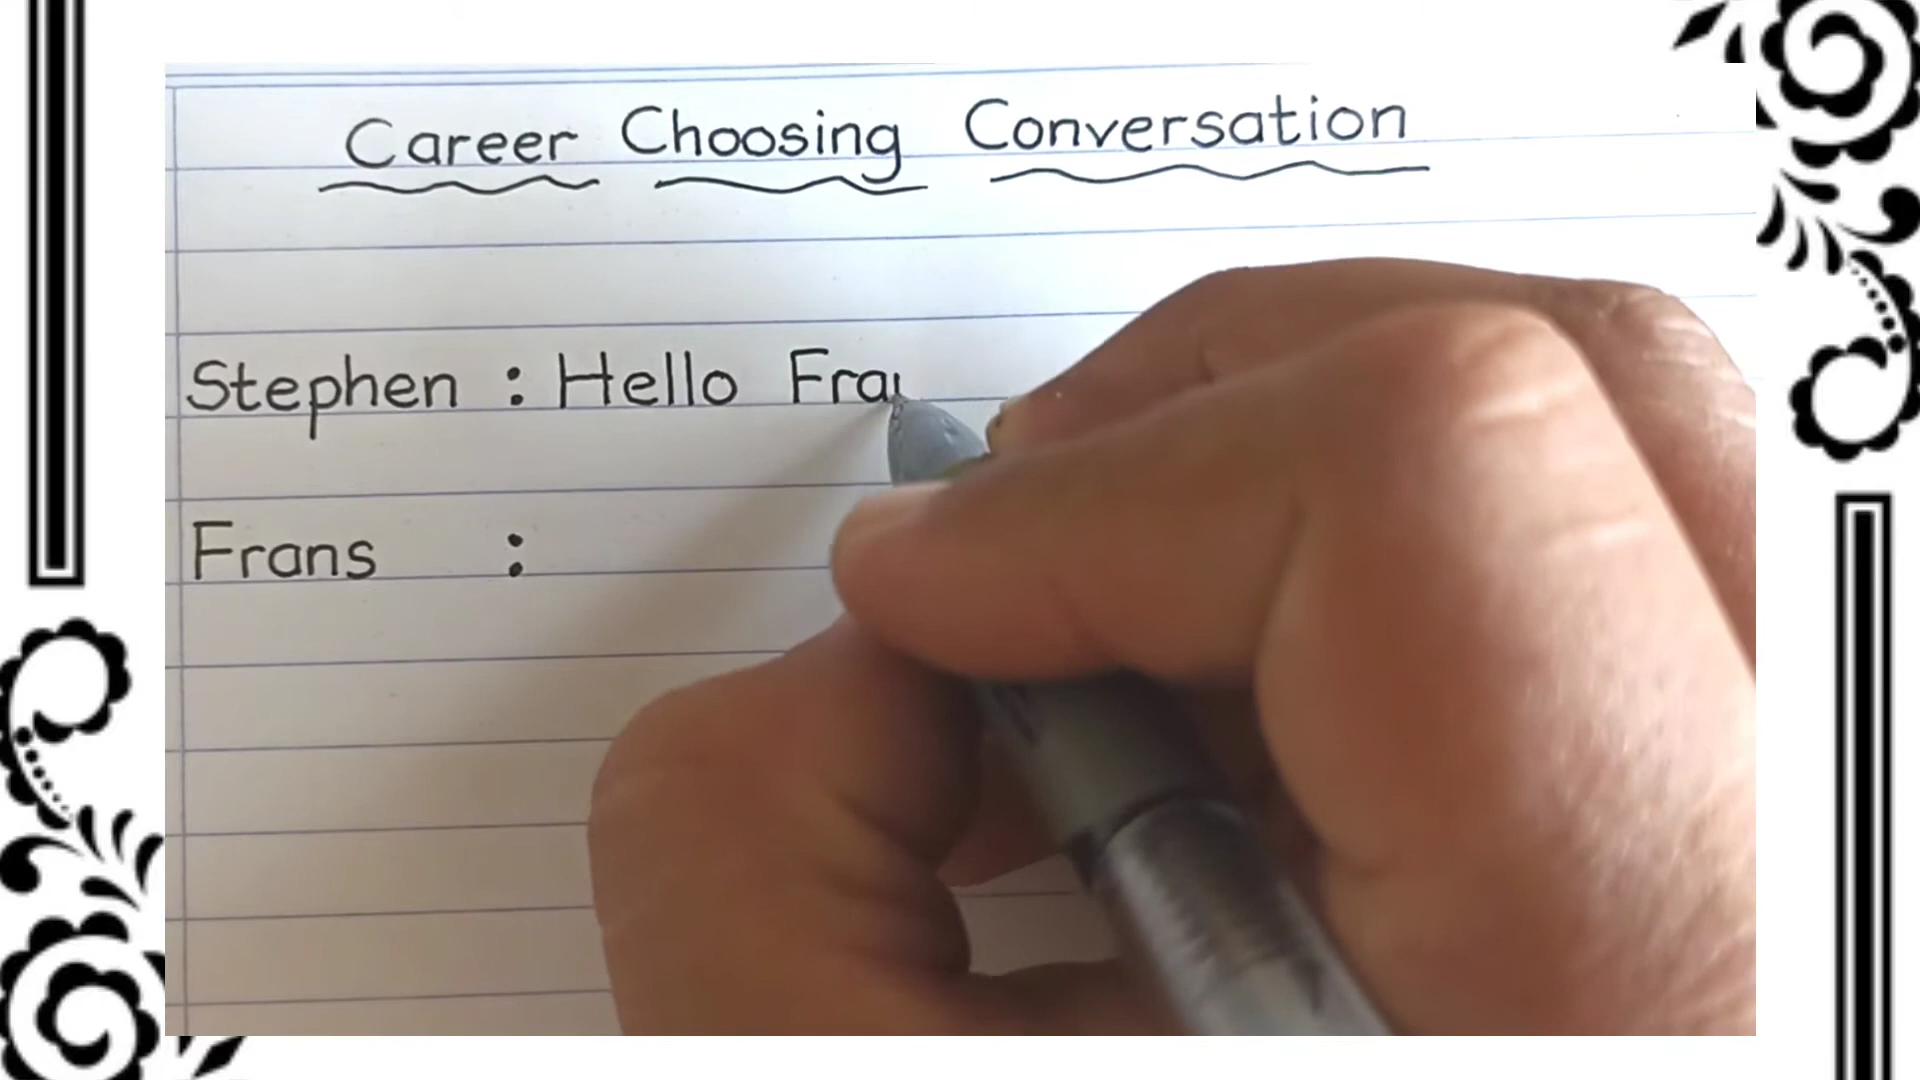 Career Choosing Conversation
Stephen : Hello Fra
Frans :